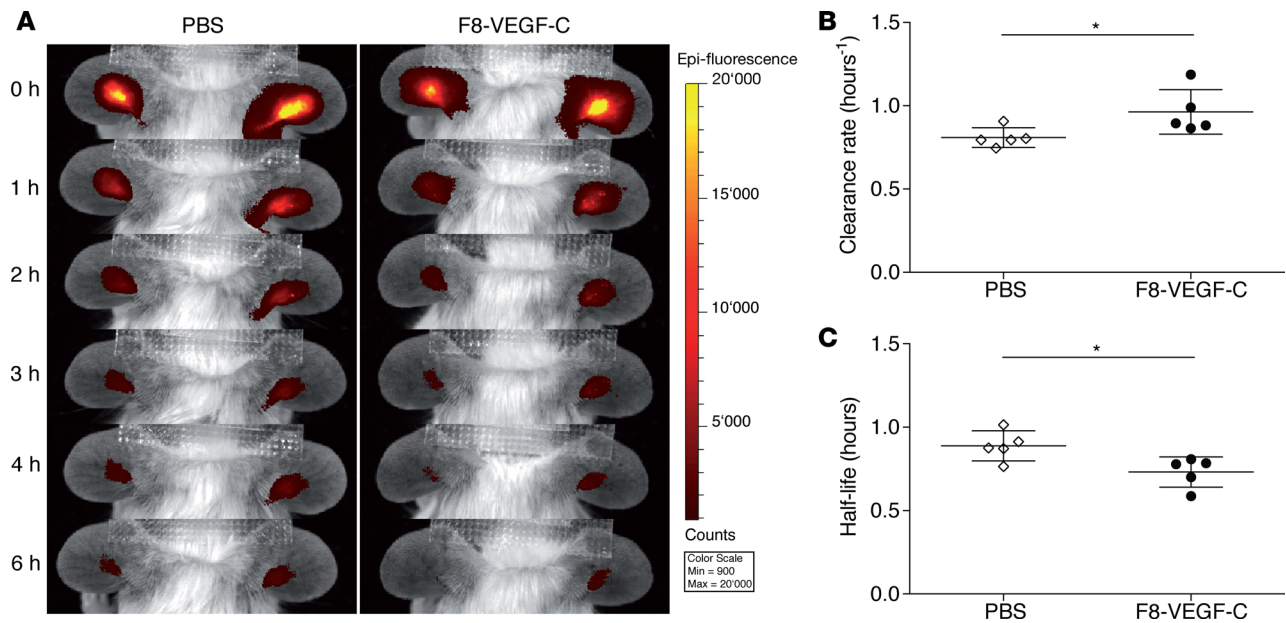 A
PBS
F8-VEGF-C
0 h
1 h
2 h
3 h
4 h
6 h
Epi-fluorescence
20‘000
15‘000
10‘000
5‘000
Counts
Color Scale
Min = 900
Max = 20‘000
B
Clearance rate (hours-1)
1.5
1.0
0.5
0.0
*
PBS
F8-VEGF-C
C
Half-life (hours)
1.5
1.0
0.5
0.0
*
PBS
F8-VEGF-C